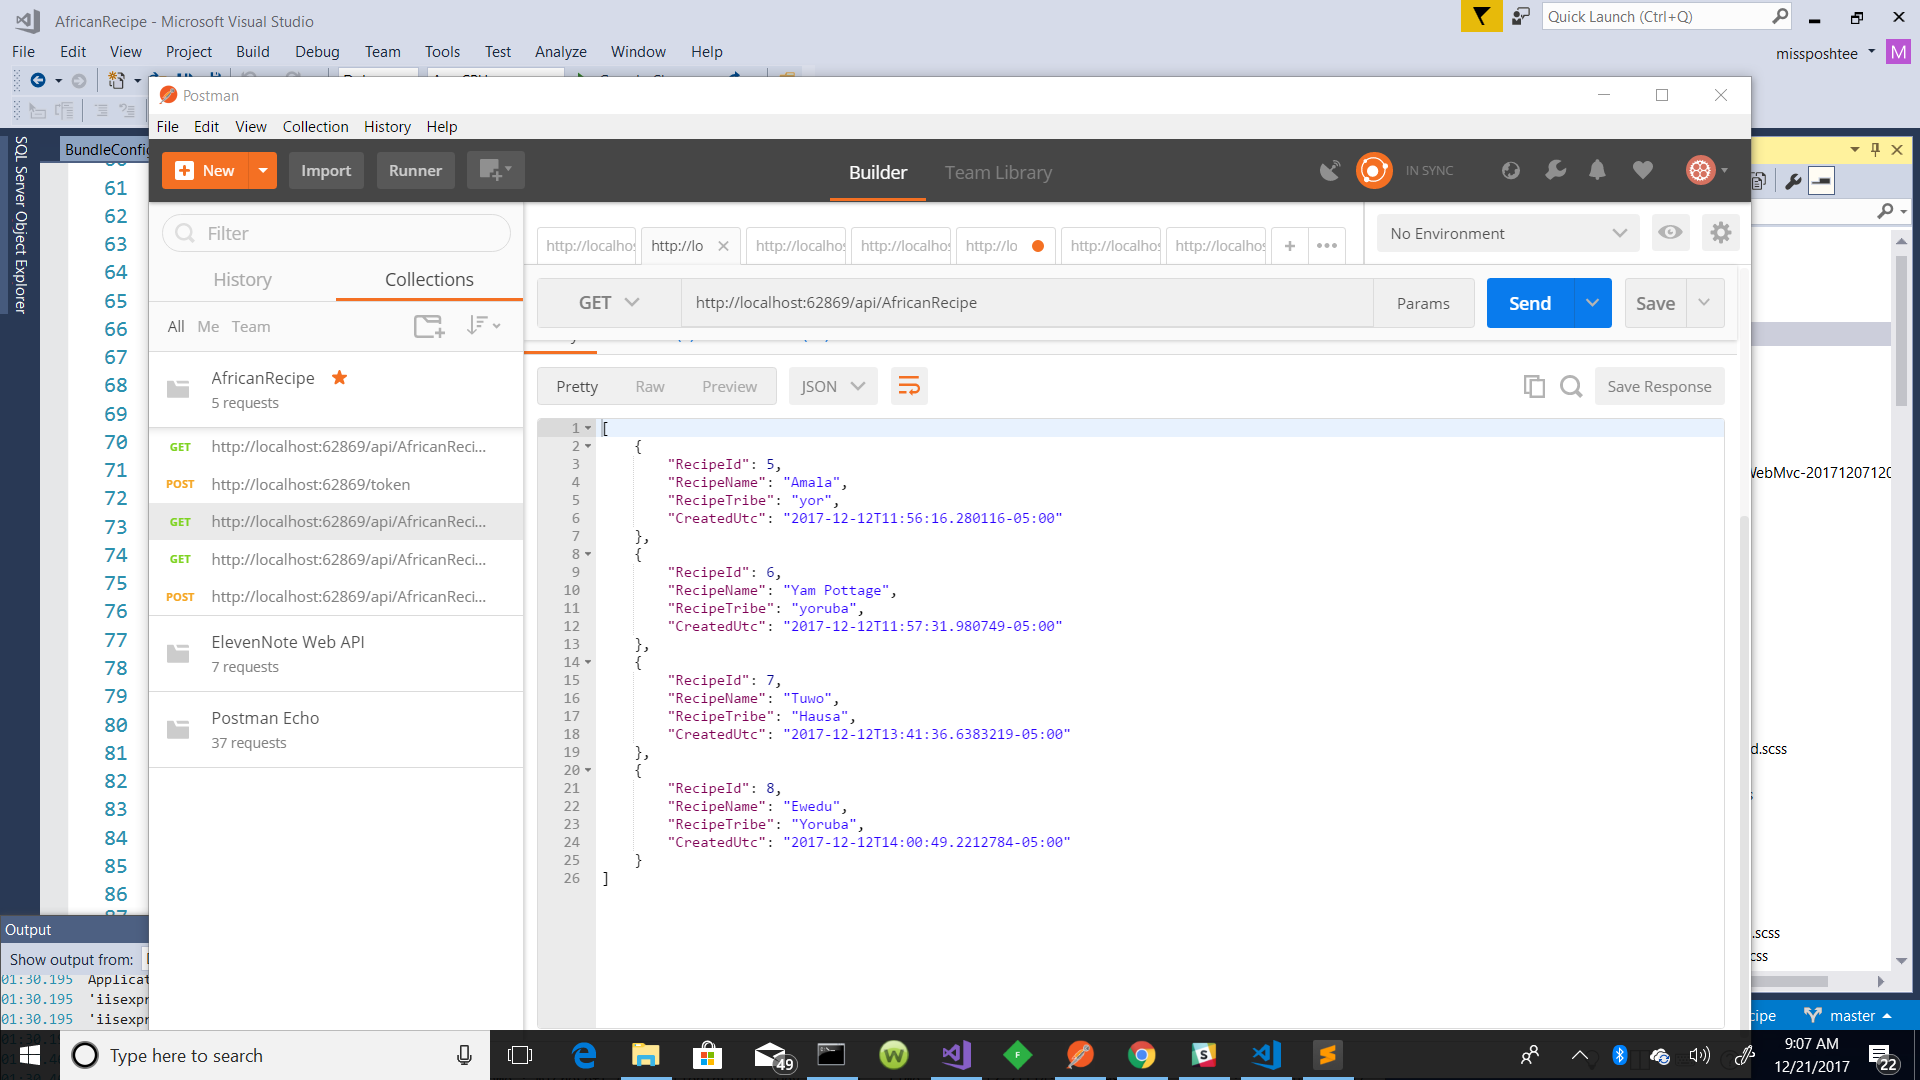 AfricanRecipe - Microsoft Visual Studio
Quick Launch (Ctrl+Q)
File Edit View Project Build Debug Team Tools Test Analyze Window Help
missposhtee M
Postman
File Edit View Collection History Help
SQL Server Object Explorer
BundleConfig
New Import Runner
Builder Team Library
IN SYNC
Filter
History Collections
All Me Team
AfricanRecipe
5 requests
GET http://localhost:62869/api/AfricanReci...
POST http://localhost:62869/token
GET http://localhost:62869/api/AfricanReci...
GET http://localhost:62869/api/AfricanReci...
POST http://localhost:62869/api/AfricanReci...
ElevenNote Web API
7 requests
Postman Echo
37 requests
http://localhos http://lo http://localhos http://localhos http://lo http://localhos http://localhos + •••
No Environment
GET http://localhost:62869/api/AfricanRecipe Params Send Save
Pretty Raw Preview JSON Save Response
1 [
2 {
3 "RecipeId": 5,
4 "RecipeName": "Amala",
5 "RecipeTribe": "yor",
6 "CreatedUtc": "2017-12-12T11:56:16.280116-05:00"
7 },
8 {
9 "RecipeId": 6,
10 "RecipeName": "Yam Pottage",
11 "RecipeTribe": "yoruba",
12 "CreatedUtc": "2017-12-12T11:57:31.980749-05:00"
13 },
14 {
15 "RecipeId": 7,
16 "RecipeName": "Tuwo",
17 "RecipeTribe": "Hausa",
18 "CreatedUtc": "2017-12-12T13:41:36.6383219-05:00"
19 },
20 {
21 "RecipeId": 8,
22 "RecipeName": "Ewedu",
23 "RecipeTribe": "Yoruba",
24 "CreatedUtc": "2017-12-12T14:00:49.2212784-05:00"
25 }
26 ]
61
62
63
64
65
66
67
68
69
70
71
72
73
74
75
76
77
78
79
80
81
82
83
84
85
86
WebMvc-2017120712
d.scss
.scss
css
Output
Show output from:
01:30.195 Applicat
01:30.195 'iisexpr
01:30.195 'iisexpr
cipe master
Type here to search
49
9:07 AM
12/21/2017
22